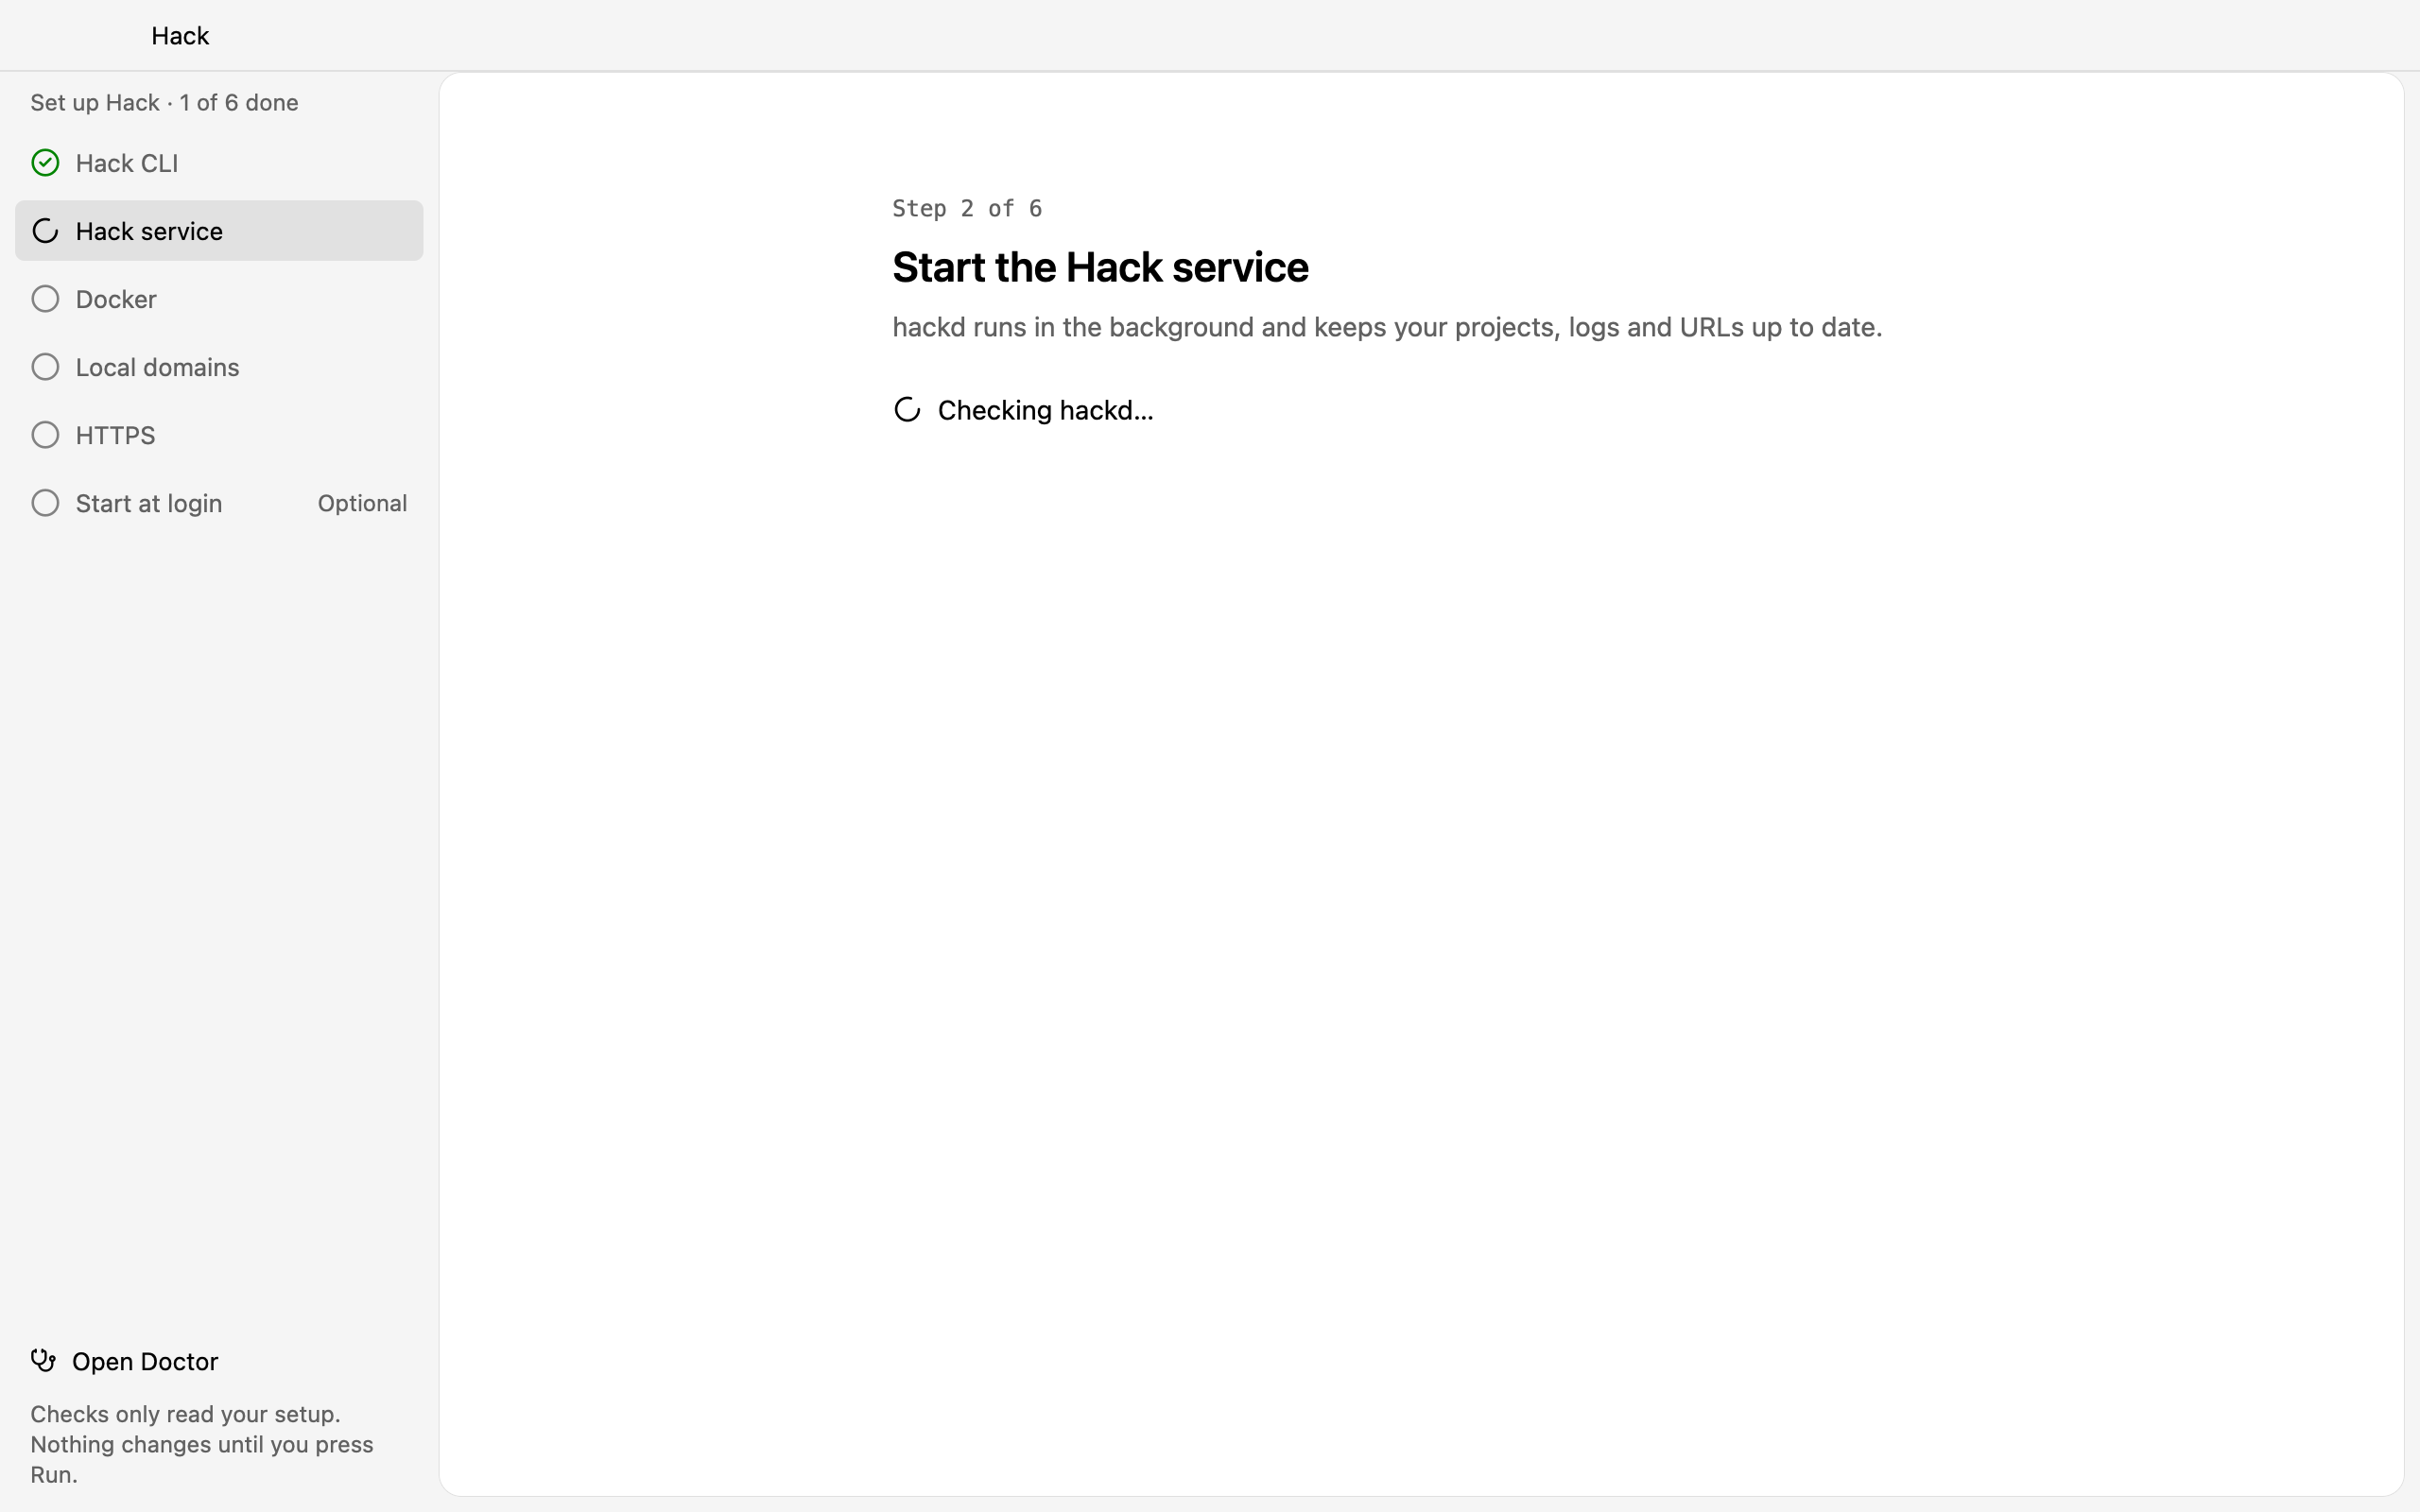 Hack
Set up Hack · 1 of 6 done
Hack CLI
Hack service
Docker
Local domains
HTTPS
Start at login Optional
Open Doctor
Checks only read your setup.
Nothing changes until you press
Run.
Step 2 of 6
Start the Hack service
hackd runs in the background and keeps your projects, logs and URLs up to date.
Checking hackd...